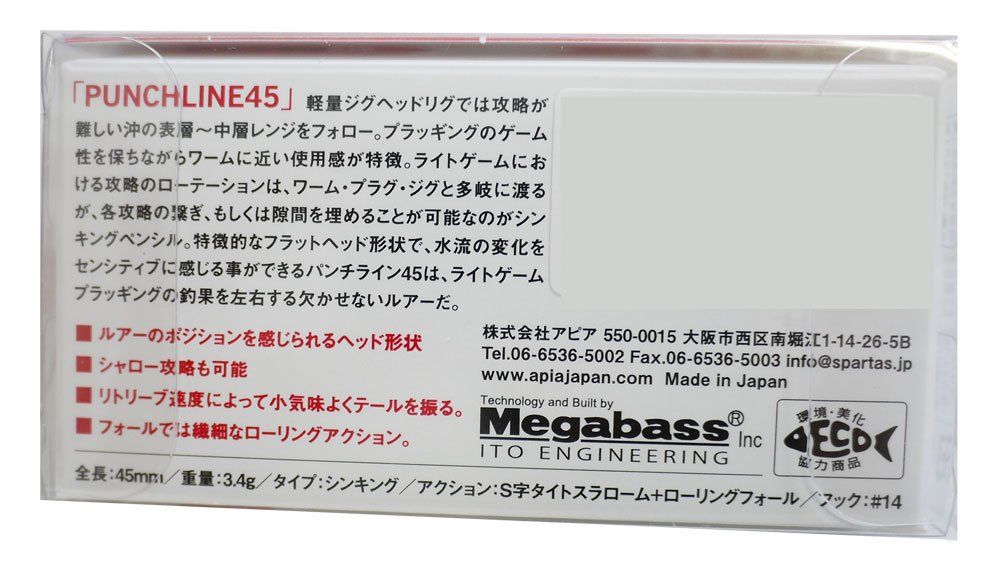 「PUNCHLINE45」 軽量ジグヘッドリグでは攻略が
難しい沖の表層〜中層レンジをフォロー。プラッギングのゲーム
性を保ちながらワームに近い使用感が特徴。ライトゲームにお
ける攻略のローテーションは、ワーム・プラグ・ジグと多岐に渡る
が、各攻略の繋ぎ、もしくは隙間を埋めることが可能なのがシン
キングペンシル。特徴的なフラットヘッド形状で、水流の変化を
センシティブに感じる事ができるパンチライン45は、ライトゲーム
プラッギングの釣果を左右する欠かせないルアーだ。
■ ルアーのポジションを感じられるヘッド形状
■ シャロー攻略も可能
■ リトリーブ速度によって小気味よくテールを振る。
■ フォールでは繊細なローリングアクション。
株式会社アピア 550-0015 大阪市西区南堀江1-14-26-5B
Tel.06-6536-5002 Fax.06-6536-5003 info@spartas.jp
www.apiajapan.com Made in Japan
Technology and Built by
Megabass® Inc
ITO ENGINEERING
環境・美化
ECO
協力商品
全長:45mm/重量:3.4g/タイプ:シンキング/アクション:S字タイトスラローム+ローリングフォール/フック:#14